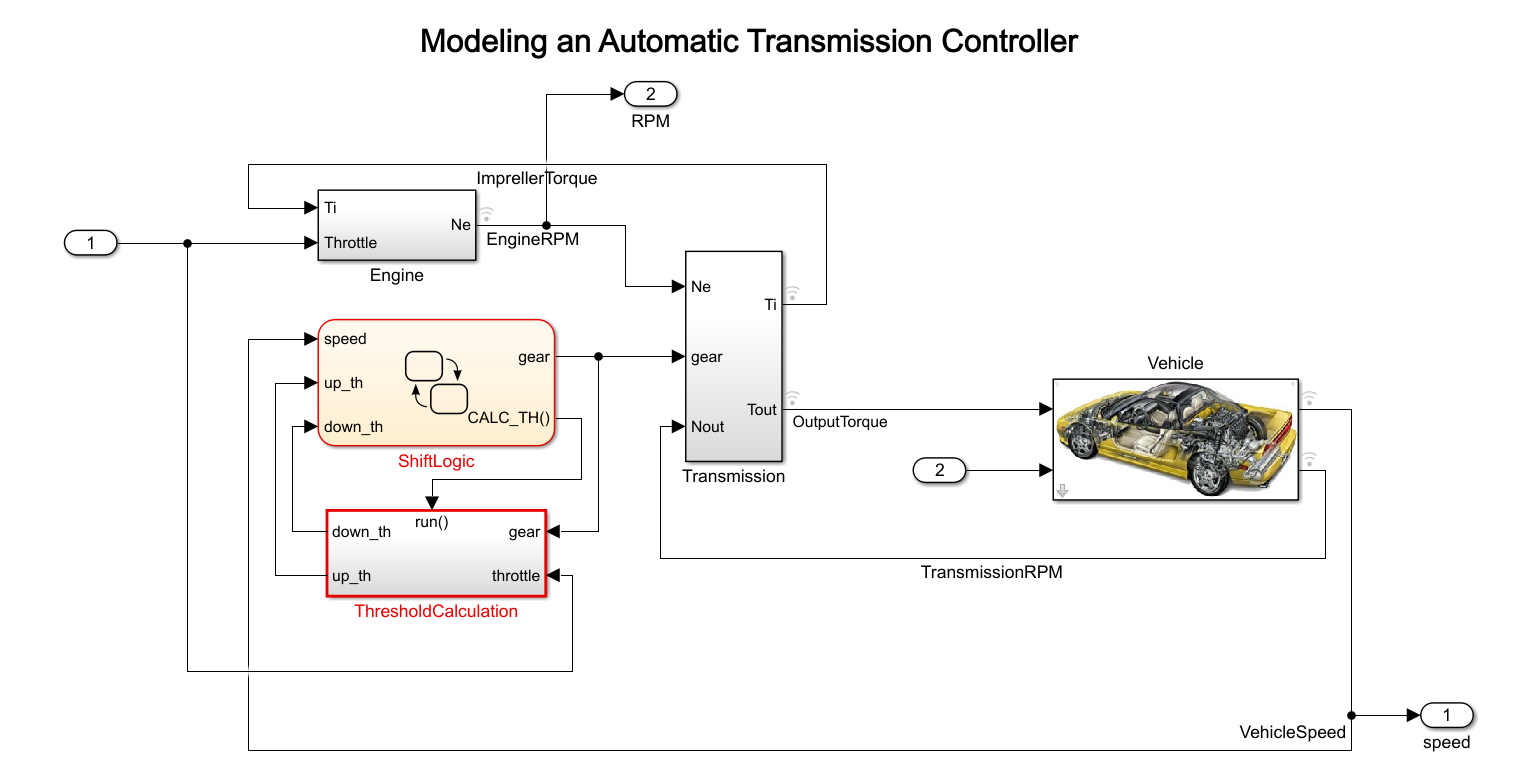 Modeling an Automatic Transmission Controller
2
RPM
ImprellerTorque
Ti
Ne
Throttle
EngineRPM
1
Engine
Ne
Ti
speed
gear
gear
up_th
Vehicle
Tout
CALC_TH()
down_th
Nout
OutputTorque
ShiftLogic
Transmission
2
run()
down_th
gear
up_th
throttle
TransmissionRPM
ThresholdCalculation
1
VehicleSpeed
speed